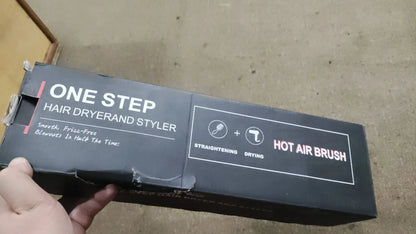 ONE STEP
HAIR DRYERAND STYLER
Smooth, Frizz-Free
Blowouts In Half The Time!
+
STRAIGHTENING DRYING
HOT AIR BRUSH